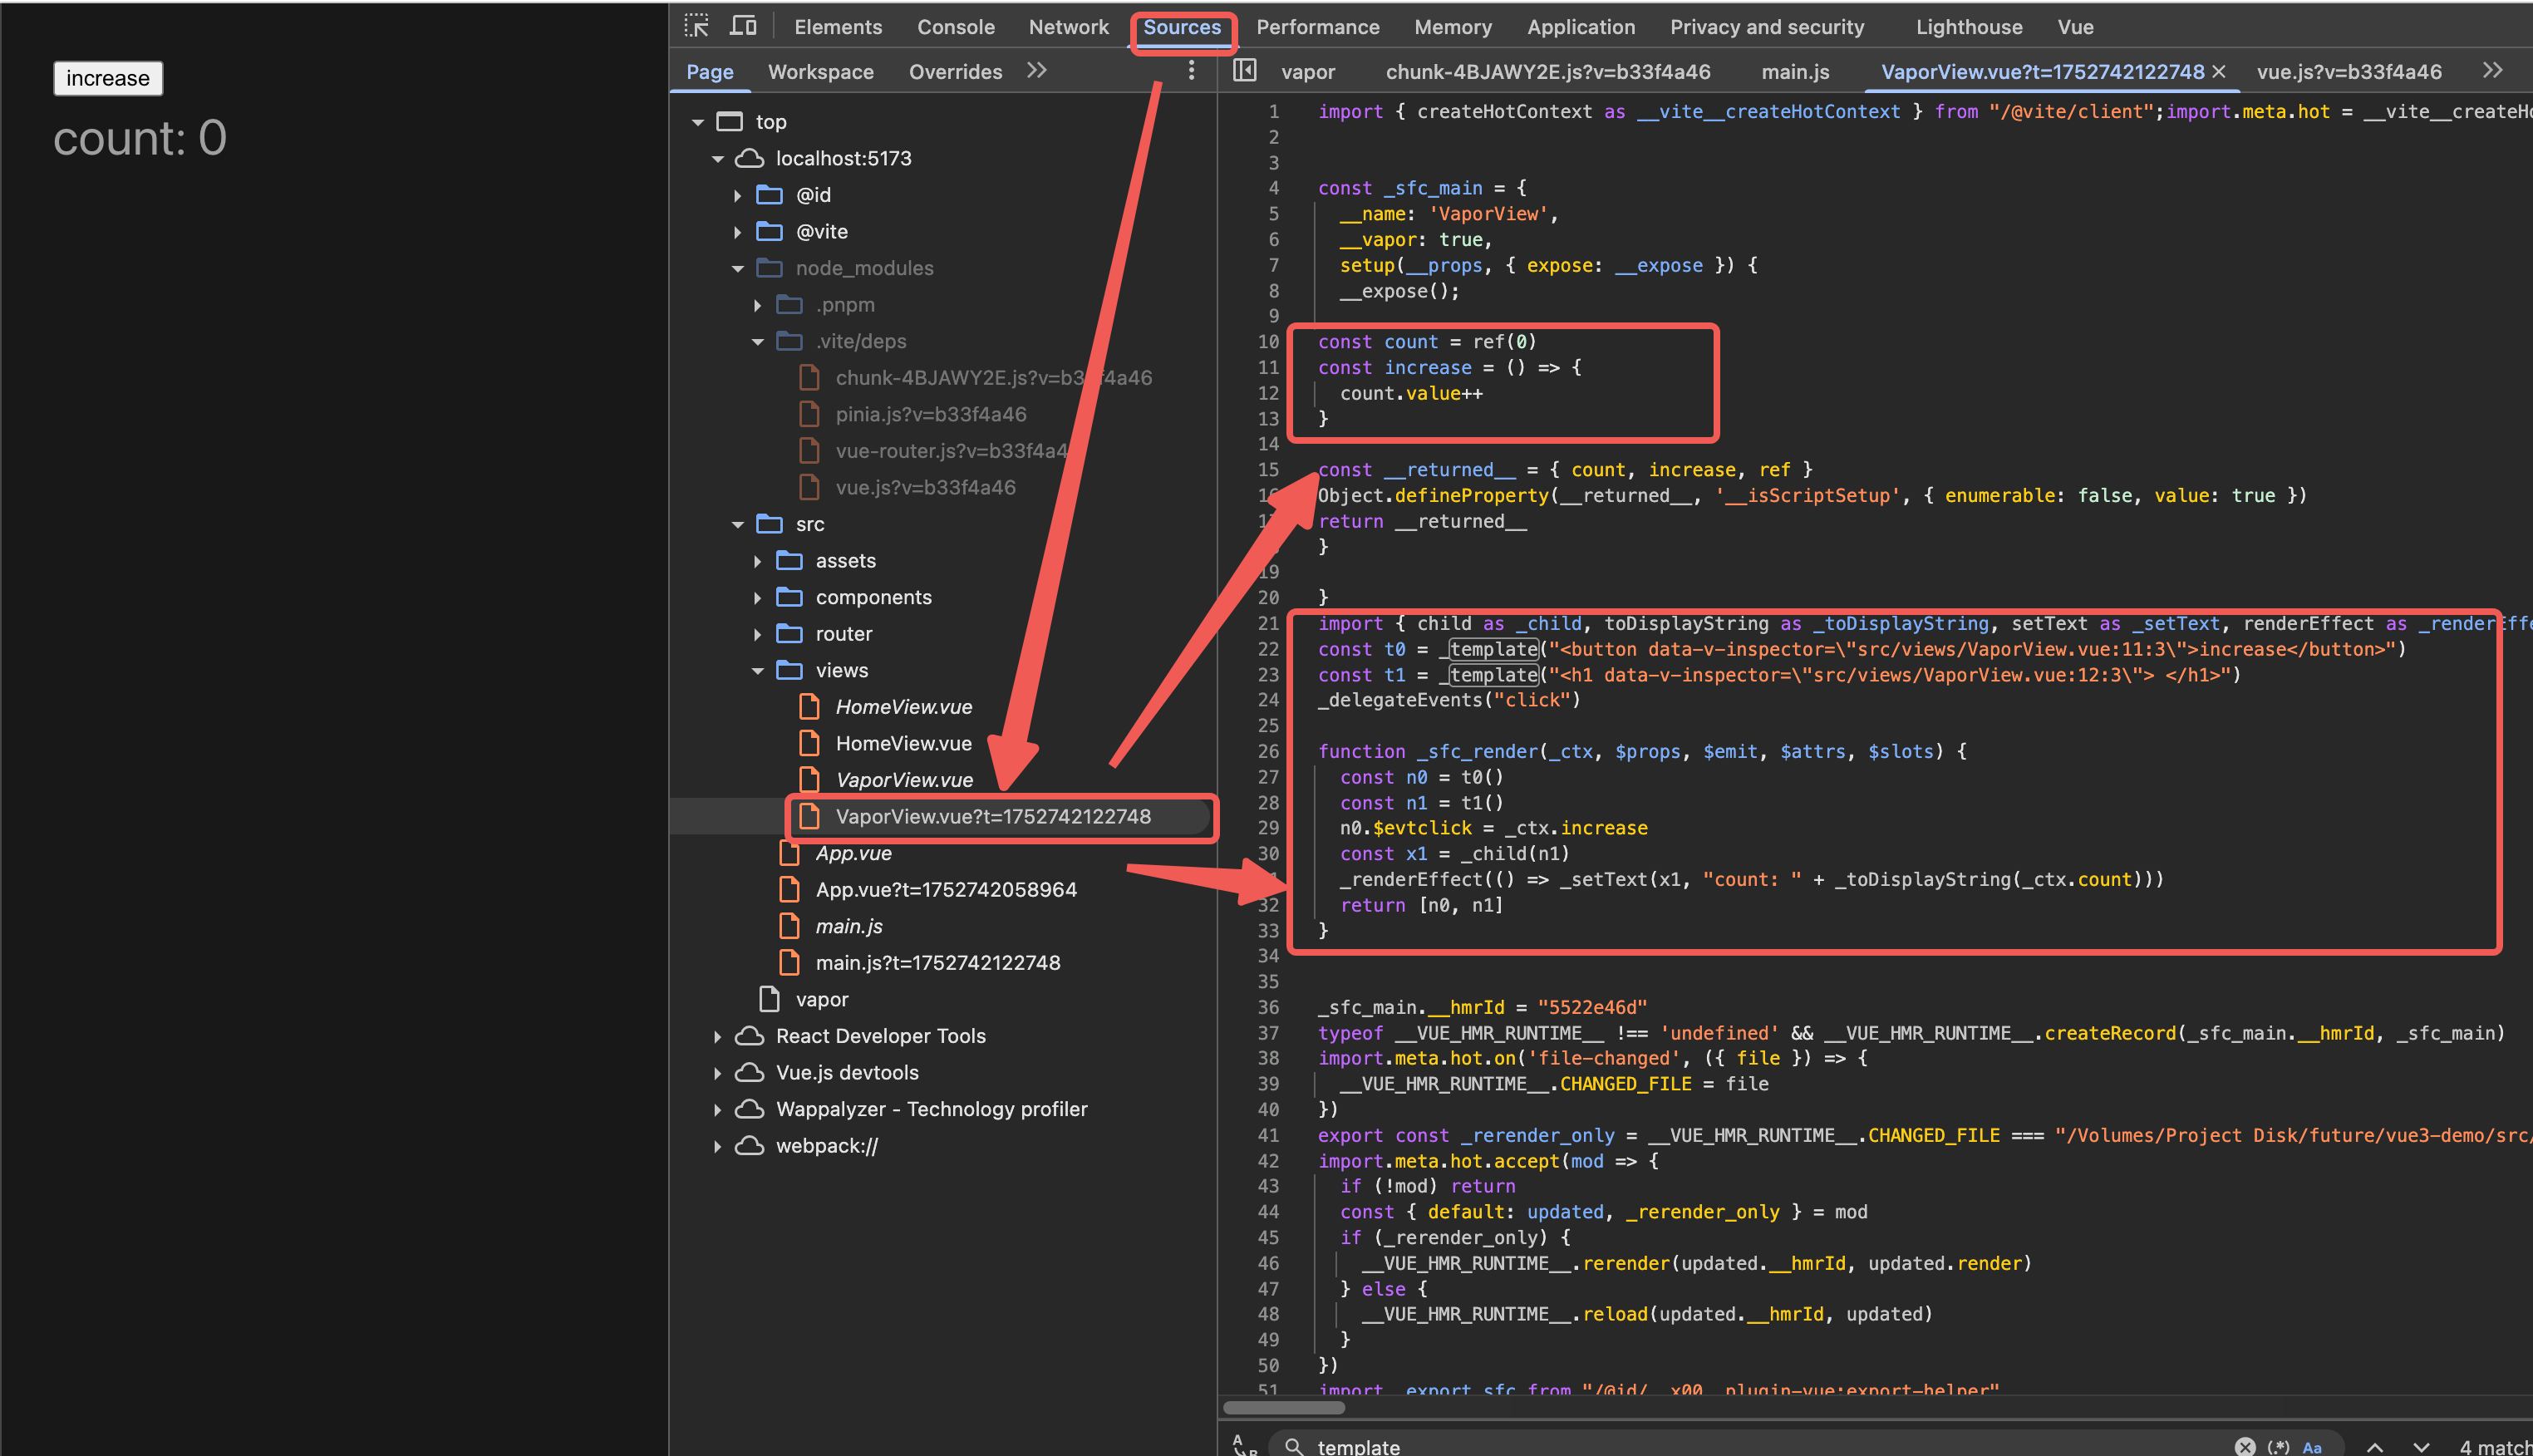 increase
count: 0
Elements Console Network Sources Performance Memory Application Privacy and security Lighthouse Vue
Page Workspace Overrides
top
localhost:5173
@id
@vite
node_modules
.pnpm
.vite/deps
chunk-4BJAWY2E.js?v=b33f4a46
pinia.js?v=b33f4a46
vue-router.js?v=b33f4a4
vue.js?v=b33f4a46
src
assets
components
router
views
HomeView.vue
HomeView.vue
VaporView.vue
VaporView.vue?t=1752742122748
App.vue
App.vue?t=1752742058964
main.js
main.js?t=1752742122748
vapor
React Developer Tools
Vue.js devtools
Wappalyzer - Technology profiler
webpack://
vapor chunk-4BJAWY2E.js?v=b33f4a46 main.js VaporView.vue?t=1752742122748 × vue.js?v=b33f4a46
1 import { createHotContext as __vite__createHotContext } from "/@vite/client";import.meta.hot = __vite__createHo
2
3
4 const _sfc_main = {
5 __name: 'VaporView',
6 __vapor: true,
7 setup(__props, { expose: __expose }) {
8 __expose();
9
10 const count = ref(0)
11 const increase = () => {
12 count.value++
13 }
14
15 const __returned__ = { count, increase, ref }
16 Object.defineProperty(__returned__, '__isScriptSetup', { enumerable: false, value: true })
17 return __returned__
}
19
20 }
21 import { child as _child, toDisplayString as _toDisplayString, setText as _setText, renderEffect as _renderEffe
22 const t0 = _template("<button data-v-inspector=\"src/views/VaporView.vue:11:3\">increase</button>")
23 const t1 = _template("<h1 data-v-inspector=\"src/views/VaporView.vue:12:3\"> </h1>")
24 _delegateEvents("click")
25
26 function _sfc_render(_ctx, $props, $emit, $attrs, $slots) {
27 const n0 = t0()
28 const n1 = t1()
29 n0.$evtclick = _ctx.increase
30 const x1 = _child(n1)
_renderEffect(() => _setText(x1, "count: " + _toDisplayString(_ctx.count)))
32 return [n0, n1]
33 }
34
35
36 _sfc_main.__hmrId = "5522e46d"
37 typeof __VUE_HMR_RUNTIME__ !== 'undefined' && __VUE_HMR_RUNTIME__.createRecord(_sfc_main.__hmrId, _sfc_main)
38 import.meta.hot.on('file-changed', ({ file }) => {
39 __VUE_HMR_RUNTIME__.CHANGED_FILE = file
40 })
41 export const _rerender_only = __VUE_HMR_RUNTIME__.CHANGED_FILE === "/Volumes/Project Disk/future/vue3-demo/src/
42 import.meta.hot.accept(mod => {
43 if (!mod) return
44 const { default: updated, _rerender_only } = mod
45 if (_rerender_only) {
46 __VUE_HMR_RUNTIME__.rerender(updated.__hmrId, updated.render)
47 } else {
48 __VUE_HMR_RUNTIME__.reload(updated.__hmrId, updated)
49 }
50 })
51 import _export_sfc from "/@id/__x00__plugin-vue:export-helper"
template (.*) Aa 4 match